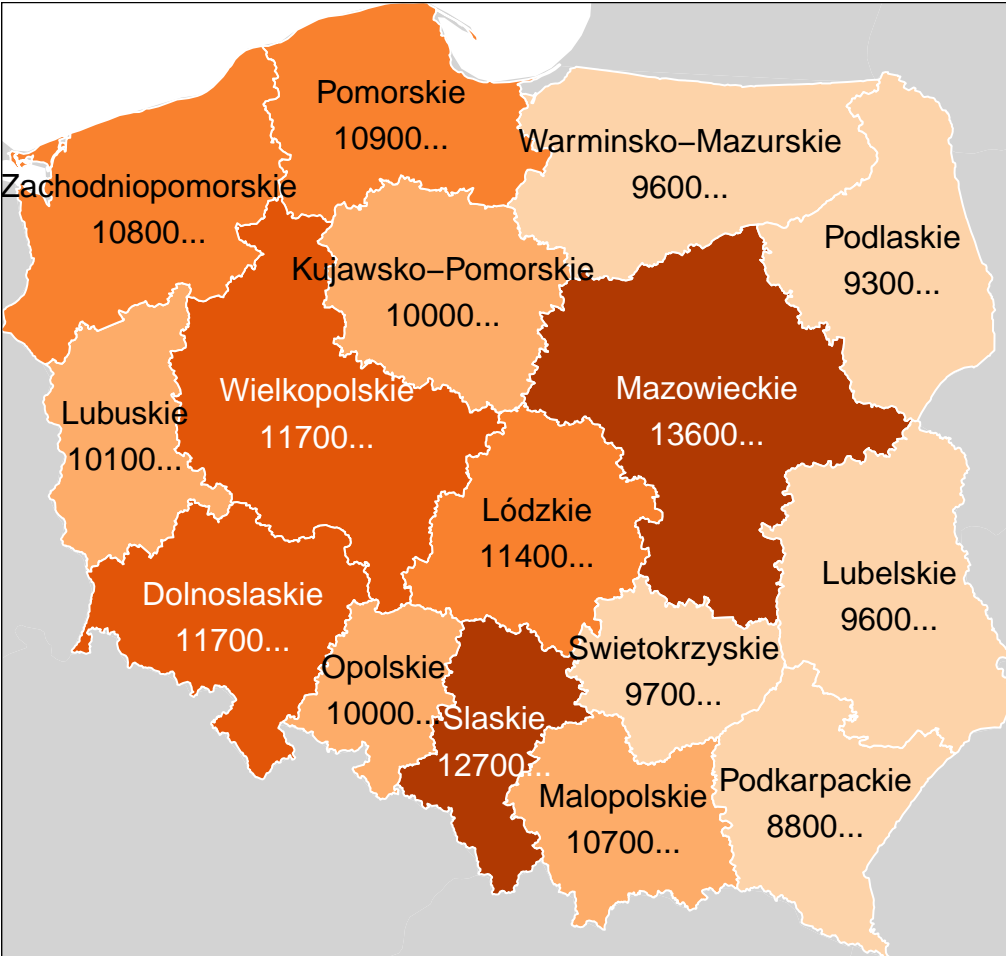 Pomorskie
10900...
Warminsko−Mazurskie
9600...
Zachodniopomorskie
10800...
Podlaskie
9300...
Kujawsko−Pomorskie
10000...
Wielkopolskie
11700...
Mazowieckie
13600...
Lubuskie
10100...
Lódzkie
11400...
Lubelskie
9600...
Dolnoslaskie
11700...
Swietokrzyskie
9700...
Opolskie
10000...
Slaskie
12700...
Malopolskie
10700...
Podkarpackie
8800...